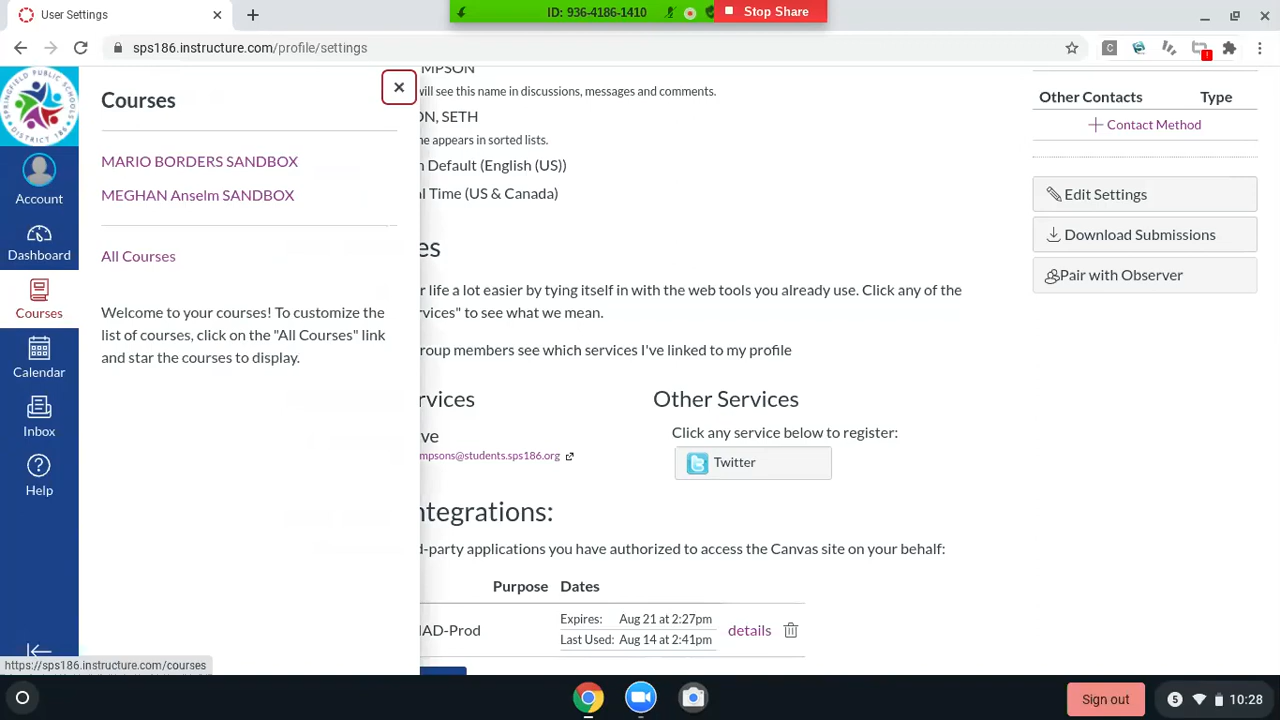 User Settings
ID: 936-4186-1410
Stop Share
sps186.instructure.com/profile/settings
SPRINGFIELD PUBLIC SCHOOLS
DISTRICT 186
Account
Dashboard
Courses
Calendar
Inbox
Help
Courses
MARIO BORDERS SANDBOX
MEGHAN Anselm SANDBOX
All Courses
Welcome to your courses! To customize the
list of courses, click on the "All Courses" link
and star the courses to display.
MPSON
will see this name in discussions, messages and comments.
ON, SETH
ne appears in sorted lists.
n Default (English (US))
al Time (US & Canada)
es
r life a lot easier by tying itself in with the web tools you already use. Click any of the
rvices" to see what we mean.
group members see which services I've linked to my profile
rvices
Other Services
ve
Click any service below to register:
mpsons@students.sps186.org
Twitter
ntegrations:
d-party applications you have authorized to access the Canvas site on your behalf:
Purpose Dates
Expires: Aug 21 at 2:27pm
IAD-Prod
details
Last Used: Aug 14 at 2:41pm
Other Contacts Type
Contact Method
Edit Settings
Download Submissions
Pair with Observer
https://sps186.instructure.com/courses
Sign out
5
10:28